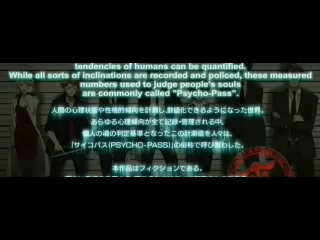 tendencies of humans can be quantified.
While all sorts of inclinations are recorded and policed, these measured
numbers used to judge people's souls
are commonly called "Psycho-Pass".
人間の心理状態や性格的傾向を計測し、数値化できるようになった世界。
あらゆる心理傾向が全て記録・管理される中、
個人の魂の判定基準となったこの計測値を人々は、
「サイコパス(PSYCHO-PASS)」の俗称で呼び慣わした。
本作品はフィクションである。